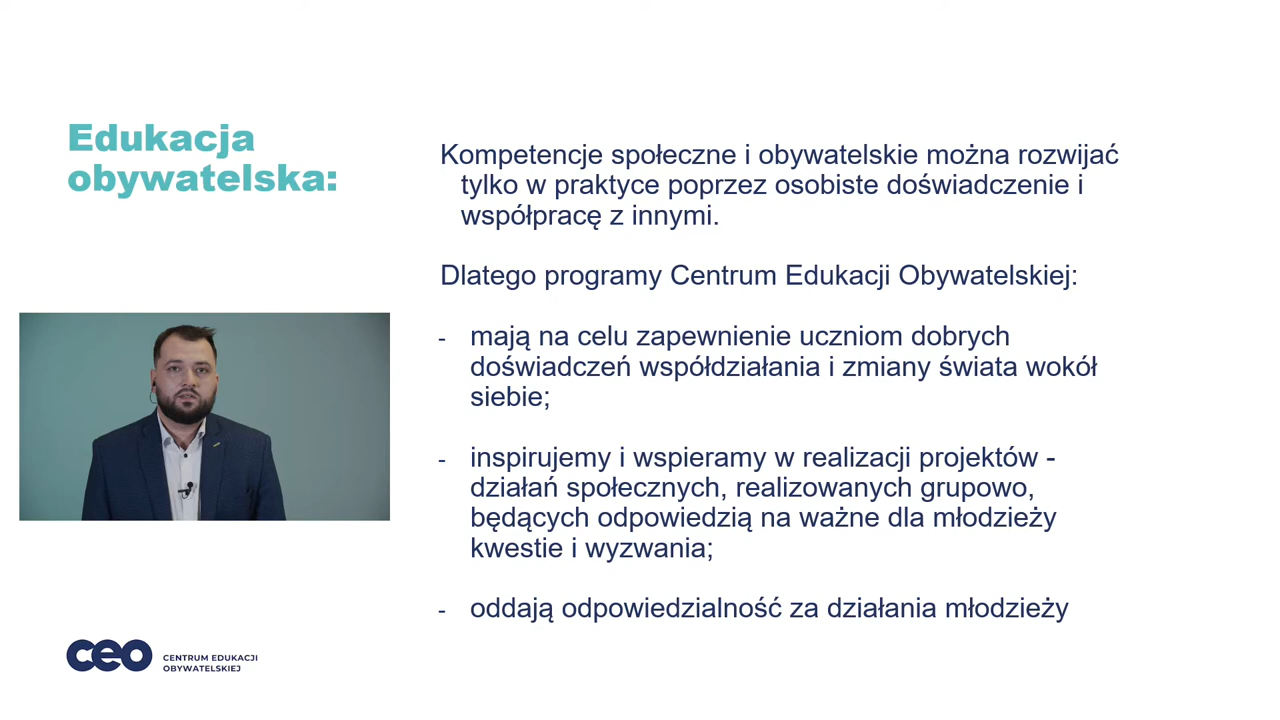 Edukacja
obywatelska:
Kompetencje społeczne i obywatelskie można rozwijać
tylko w praktyce poprzez osobiste doświadczenie i
współpracę z innymi.
Dlatego programy Centrum Edukacji Obywatelskiej:
- mają na celu zapewnienie uczniom dobrych
doświadczeń współdziałania i zmiany świata wokół
siebie;
- inspirujemy i wspieramy w realizacji projektów -
działań społecznych, realizowanych grupowo,
będących odpowiedzią na ważne dla młodzieży
kwestie i wyzwania;
- oddają odpowiedzialność za działania młodzieży
ceo CENTRUM EDUKACJI
OBYWATELSKIEJ